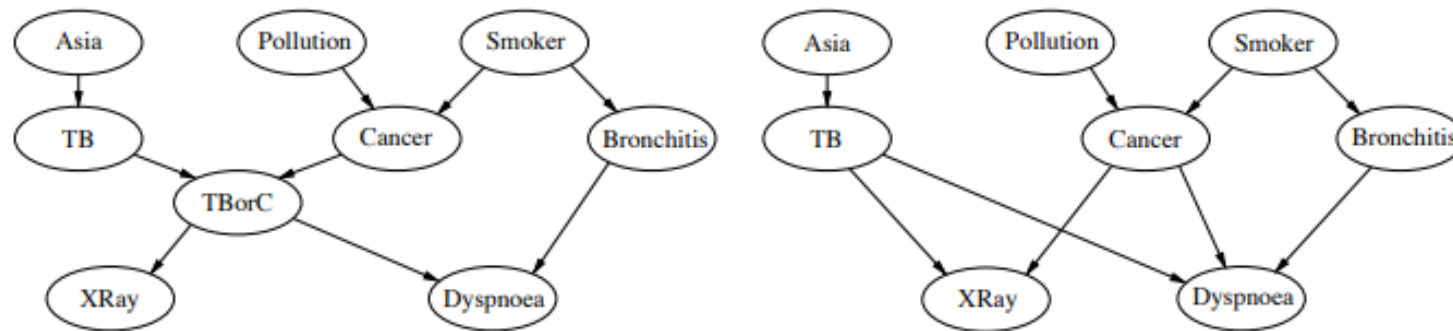 Asia Pollution Smoker Asia Pollution Smoker
TB Cancer Bronchitis TB Cancer Bronchitis
TBorC
XRay Dyspnoea XRay Dyspnoea